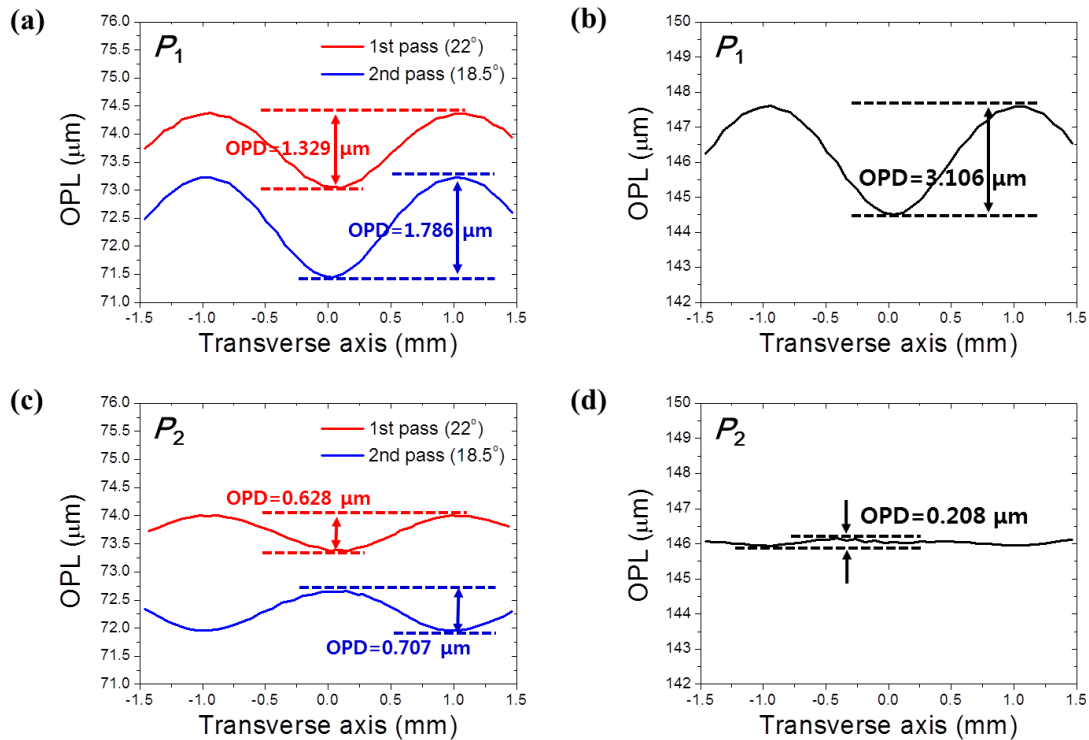 (a)
76.0
75.5
75.0
74.5
74.0
73.5
73.0
72.5
72.0
71.5
71.0
OPL (μm)
P1
1st pass (22°)
2nd pass (18.5°)
OPD=1.329 μm
OPD=1.786 μm
-1.5 -1.0 -0.5 0.0 0.5 1.0 1.5
Transverse axis (mm)
(b)
150
149
148
147
146
145
144
143
142
OPL (μm)
P1
OPD=3.106 μm
-1.5 -1.0 -0.5 0.0 0.5 1.0 1.5
Transverse axis (mm)
(c)
76.0
75.5
75.0
74.5
74.0
73.5
73.0
72.5
72.0
71.5
71.0
OPL (μm)
P2
1st pass (22°)
2nd pass (18.5°)
OPD=0.628 μm
OPD=0.707 μm
-1.5 -1.0 -0.5 0.0 0.5 1.0 1.5
Transverse axis (mm)
(d)
150
149
148
147
146
145
144
143
142
OPL (μm)
P2
OPD=0.208 μm
-1.5 -1.0 -0.5 0.0 0.5 1.0 1.5
Transverse axis (mm)